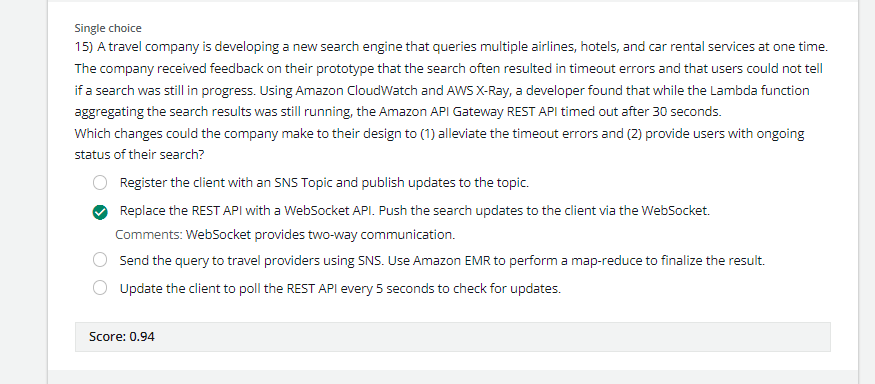 Single choice
15) A travel company is developing a new search engine that queries multiple airlines, hotels, and car rental services at one time.
The company received feedback on their prototype that the search often resulted in timeout errors and that users could not tell
if a search was still in progress. Using Amazon CloudWatch and AWS X-Ray, a developer found that while the Lambda function
aggregating the search results was still running, the Amazon API Gateway REST API timed out after 30 seconds.
Which changes could the company make to their design to (1) alleviate the timeout errors and (2) provide users with ongoing
status of their search?
Register the client with an SNS Topic and publish updates to the topic.
Replace the REST API with a WebSocket API. Push the search updates to the client via the WebSocket.
Comments: WebSocket provides two-way communication.
Send the query to travel providers using SNS. Use Amazon EMR to perform a map-reduce to finalize the result.
Update the client to poll the REST API every 5 seconds to check for updates.
Score: 0.94